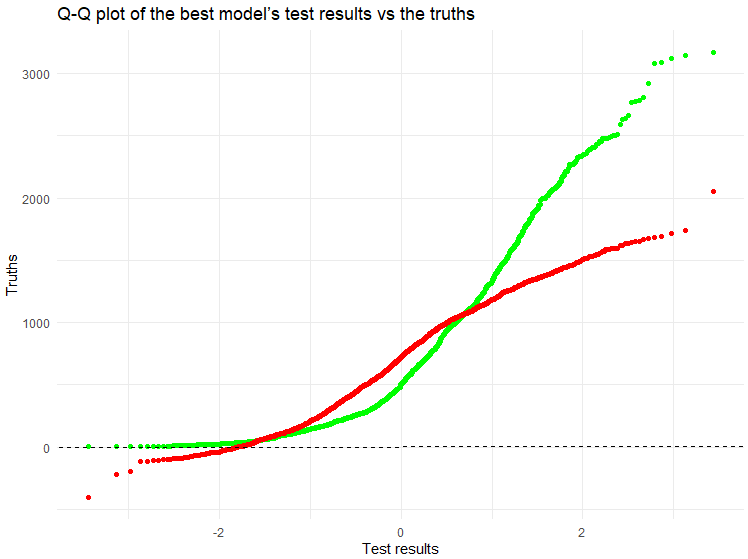 Q-Q plot of the best model’s test results vs the truths
Truths
3000
2000
1000
0
-2
0
2
Test results